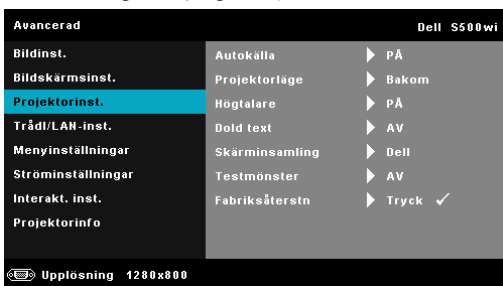 Avancerad Dell S500wi
Bildinst.
Bildskärmsinst.
Projektorinst.
Trådl/LAN-inst.
Menyinställningar
Ströminställningar
Interakt. inst.
Projektorinfo
Autokälla PÅ
Projektorläge Bakom
Högtalare PÅ
Dold text AV
Skärminsamling Dell
Testmönster AV
Fabriksåterstn Tryck
Upplösning 1280x800